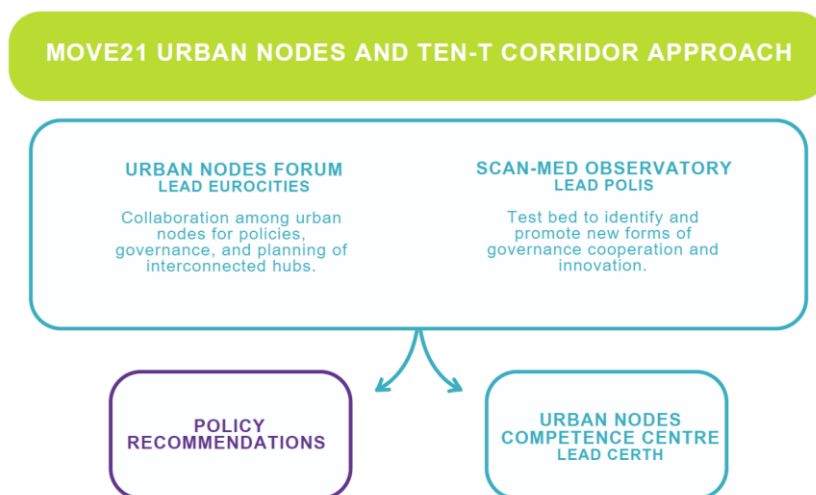 MOVE21 URBAN NODES AND TEN-T CORRIDOR APPROACH
URBAN NODES FORUM
LEAD EUROCITIES
Collaboration among urban
nodes for policies,
governance, and planning of
interconnected hubs.
SCAN-MED OBSERVATORY
LEAD POLIS
Test bed to identify and
promote new forms of
governance cooperation and
innovation.
POLICY
RECOMMENDATIONS
URBAN NODES
COMPETENCE CENTRE
LEAD CERTH